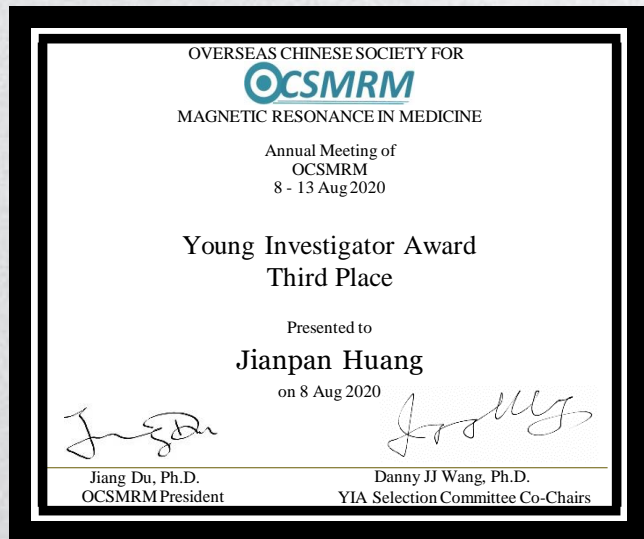 OVERSEAS CHINESE SOCIETY FOR
OCSMRM
MAGNETIC RESONANCE IN MEDICINE
Annual Meeting of
OCSMRM
8 - 13 Aug 2020
Young Investigator Award
Third Place
Presented to
Jianpan Huang
on 8 Aug 2020
Jiang Du, Ph.D.
OCSMRM President
Danny JJ Wang, Ph.D.
YIA Selection Committee Co-Chairs